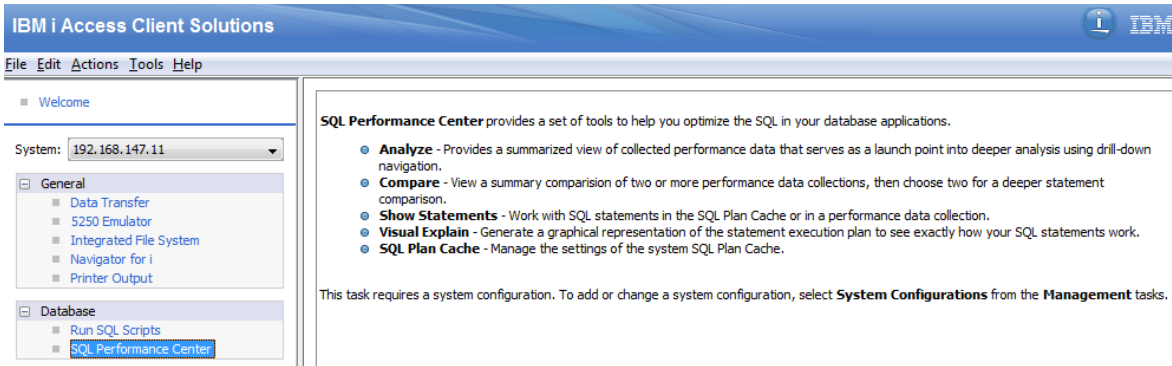 IBM i Access Client Solutions
i IBM
File Edit Actions Tools Help
Welcome
System: 192.168.147.11
General
Data Transfer
5250 Emulator
Integrated File System
Navigator for i
Printer Output
Database
Run SQL Scripts
SQL Performance Center
SQL Performance Center provides a set of tools to help you optimize the SQL in your database applications.
Analyze - Provides a summarized view of collected performance data that serves as a launch point into deeper analysis using drill-down
navigation.
Compare - View a summary comparision of two or more performance data collections, then choose two for a deeper statement
comparison.
Show Statements - Work with SQL statements in the SQL Plan Cache or in a performance data collection.
Visual Explain - Generate a graphical representation of the statement execution plan to see exactly how your SQL statements work.
SQL Plan Cache - Manage the settings of the system SQL Plan Cache.
This task requires a system configuration. To add or change a system configuration, select System Configurations from the Management tasks.